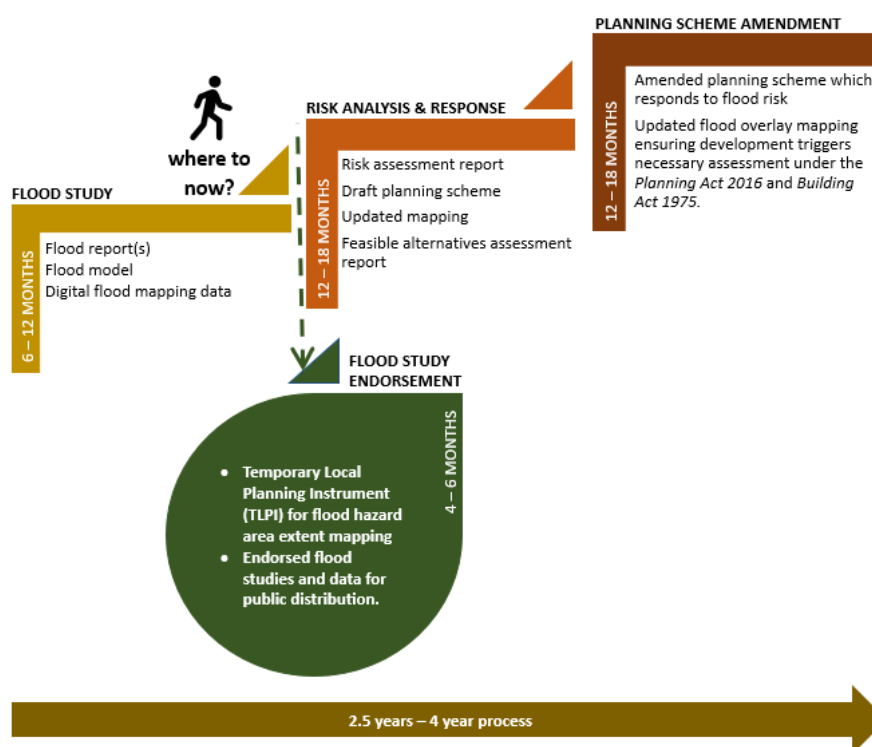 PLANNING SCHEME AMENDMENT
12 – 18 MONTHS
Amended planning scheme which
responds to flood risk
Updated flood overlay mapping
ensuring development triggers
necessary assessment under the
Planning Act 2016 and Building
Act 1975.
RISK ANALYSIS & RESPONSE
12 – 18 MONTHS
Risk assessment report
Draft planning scheme
Updated mapping
Feasible alternatives assessment
report
where to
now?
FLOOD STUDY
6 – 12 MONTHS
Flood report(s)
Flood model
Digital flood mapping data
FLOOD STUDY
ENDORSEMENT
4 – 6 MONTHS
• Temporary Local
Planning Instrument
(TLPI) for flood hazard
area extent mapping
• Endorsed flood
studies and data for
public distribution.
2.5 years – 4 year process